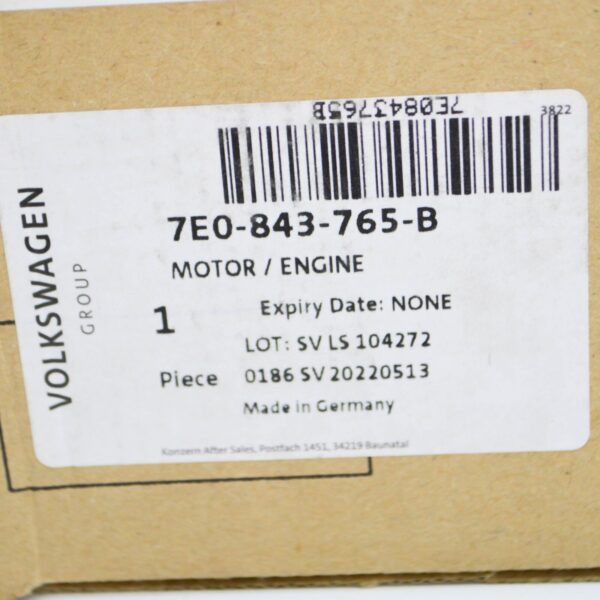 7E0843765B
3822
VOLKSWAGEN
GROUP
7E0-843-765-B
MOTOR / ENGINE
1
Expiry Date: NONE
LOT: SV LS 104272
Piece
0186 SV 20220513
Made in Germany
Konzern After Sales, Postfach 1451, 34219 Baunatal